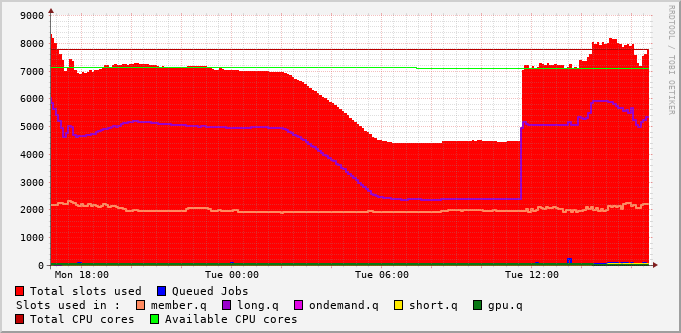 RRDTOOL / TOBI OETIKER
9000
8000
7000
6000
5000
4000
3000
2000
1000
0
Mon 18:00 Tue 00:00 Tue 06:00 Tue 12:00
Total slots used Queued Jobs
Slots used in : member.q long.q ondemand.q short.q gpu.q
Total CPU cores Available CPU cores